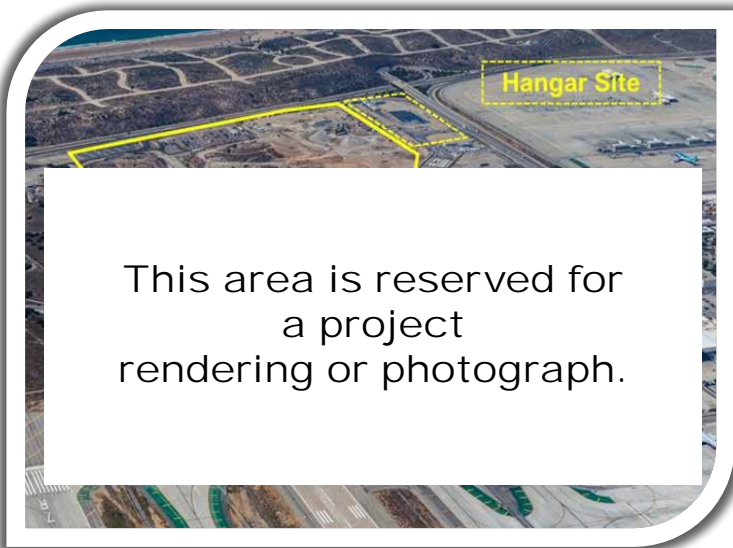 Hangar Site
This area is reserved for
a project
rendering or photograph.